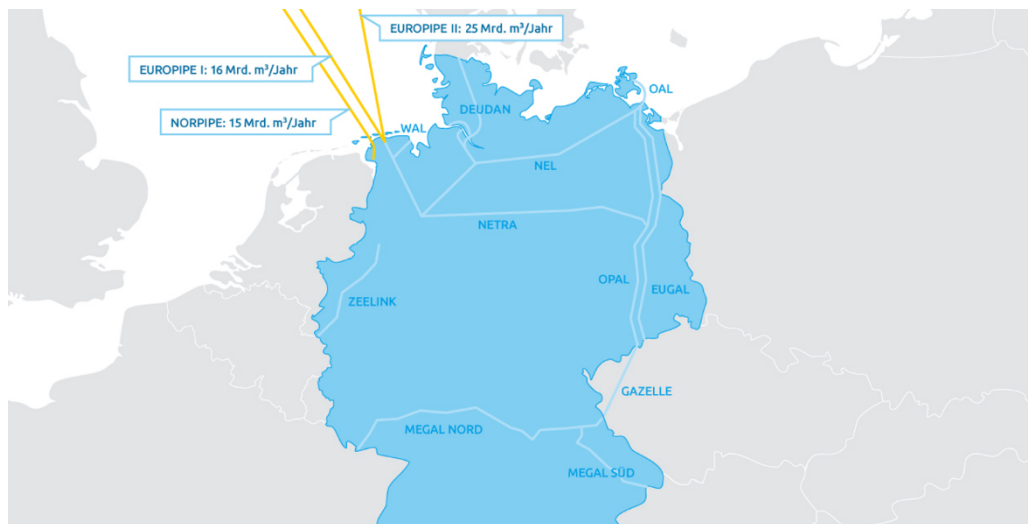 EUROPIPE II: 25 Mrd. m³/Jahr
EUROPIPE I: 16 Mrd. m³/Jahr
NORPIPE: 15 Mrd. m³/Jahr
OAL
DEUDAN
WAL
NEL
NETRA
OPAL
EUGAL
ZEELINK
GAZELLE
MEGAL NORD
MEGAL SÜD